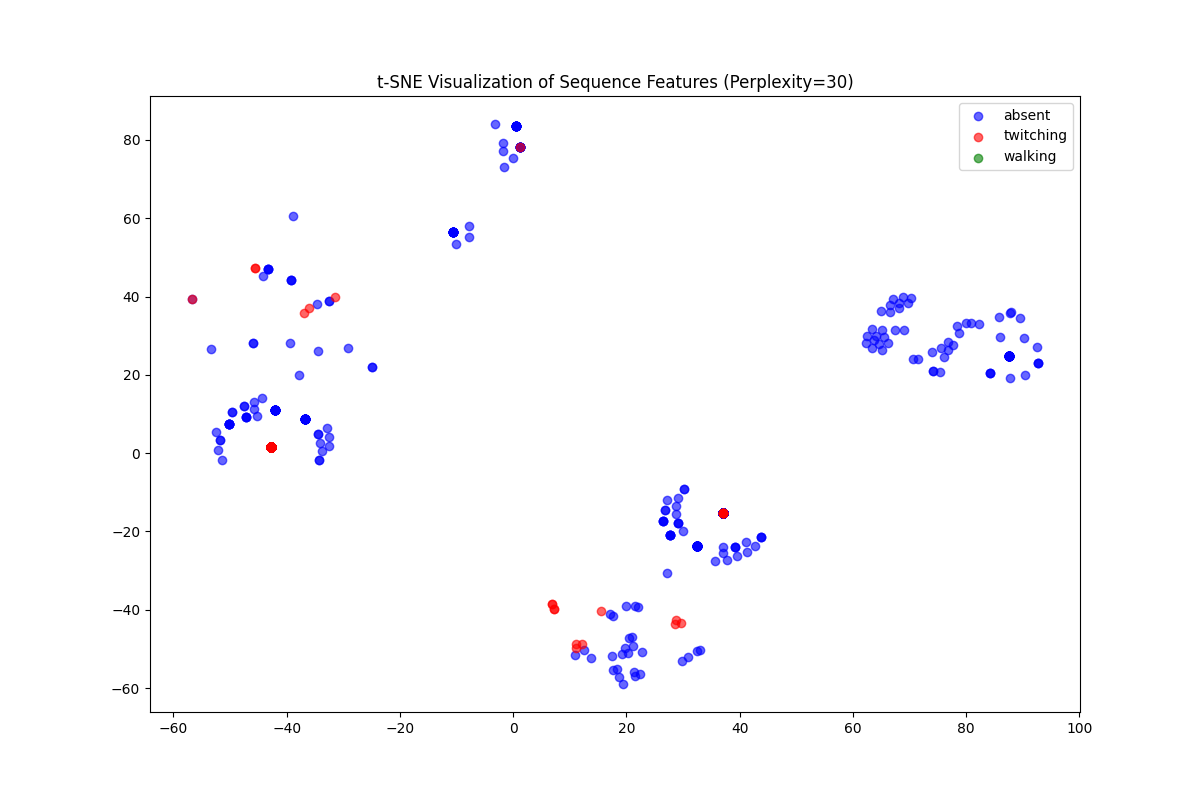 t-SNE Visualization of Sequence Features (Perplexity=30)
absent
twitching
walking
80
60
40
20
0
−20
−40
−60
−60 −40 −20 0 20 40 60 80 100